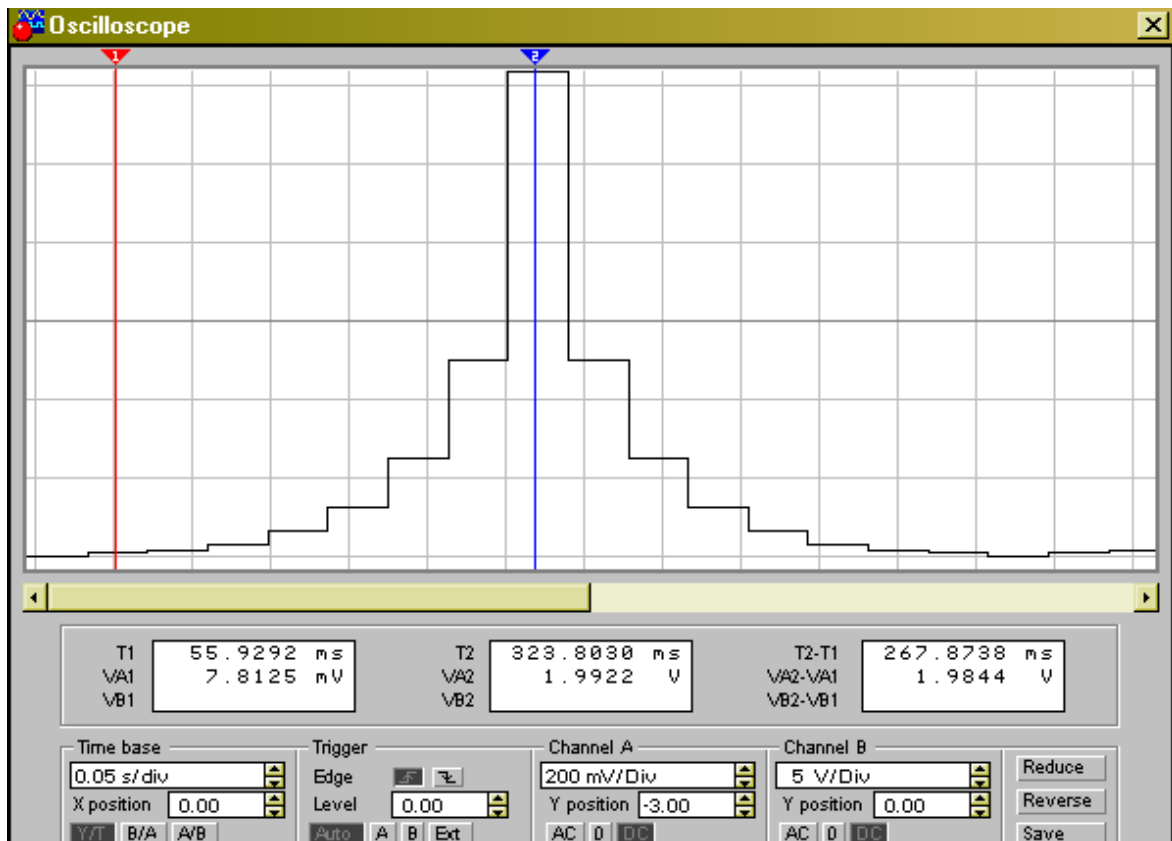 Oscilloscope
1 2
T1 55.9292 ms T2 323.8030 ms T2-T1 267.8738 ms
VA1 7.8125 mV VA2 1.9922 V VA2-VA1 1.9844 V
VB1 VB2 VB2-VB1
Time base Trigger Channel A Channel B
0.05 s/div Edge 200 mV/Div 5 V/Div Reduce
X position 0.00 Level 0.00 Y position -3.00 Y position 0.00 Reverse
Y/T B/A A/B Auto A B Ext AC 0 DC AC 0 DC Save